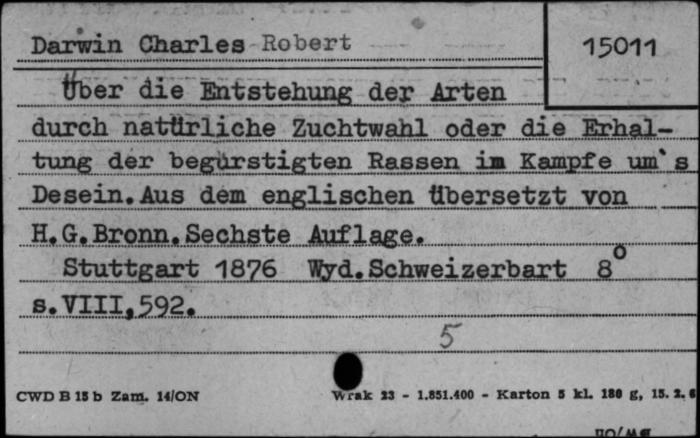 Darwin Charles Robert
15011
Über die Entstehung der Arten
durch natürliche Zuchtwahl oder die Erhal-
tung der begürstigten Rassen im Kampfe um's
Desein. Aus dem englischen übersetzt von
H.G. Bronn. Sechste Auflage.
Stuttgart 1876 Wyd. Schweizerbart 8°
s. VIII, 592.
5
CWD B 15 b Zam. 14/ON
Wrak 23 - 1.851.400 - Karton 5 kl. 180 g, 15. 2. 6